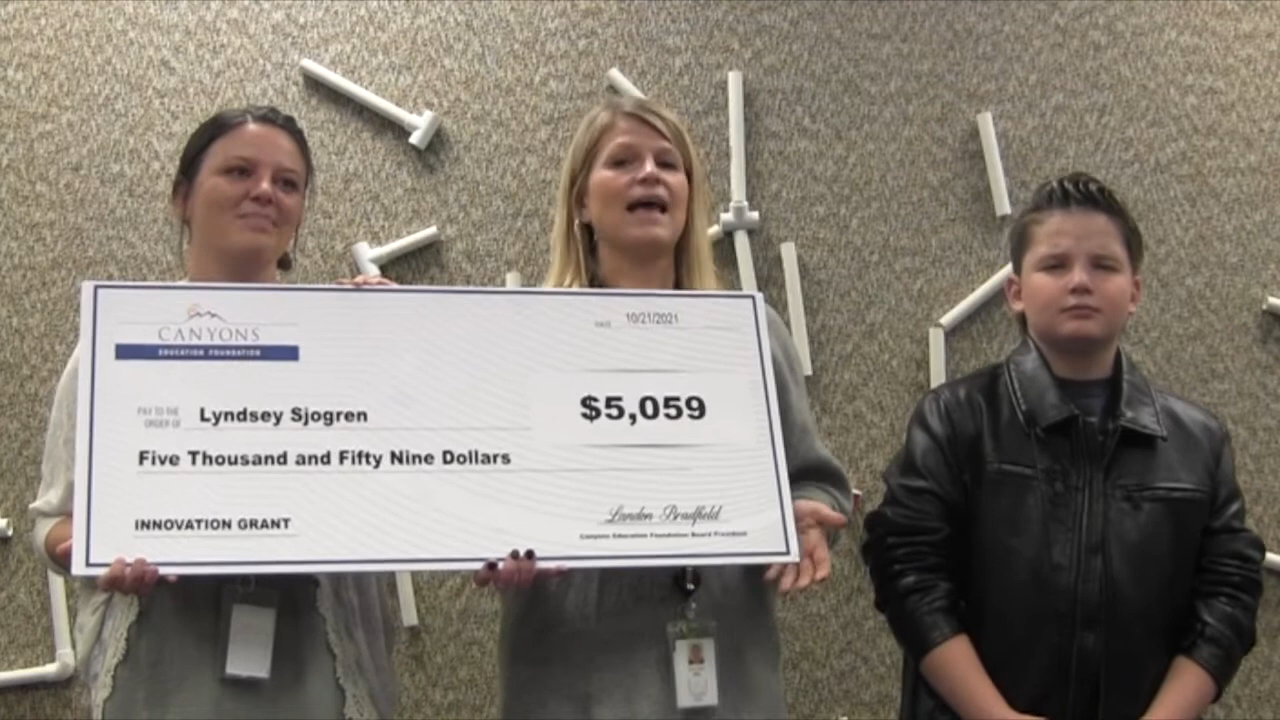 CANYONS
EDUCATION FOUNDATION
DATE 10/21/2021
PAY TO THE
ORDER OF Lyndsey Sjogren
$5,059
Five Thousand and Fifty Nine Dollars
INNOVATION GRANT
Landon Bradfield
Canyons Education Foundation Board President